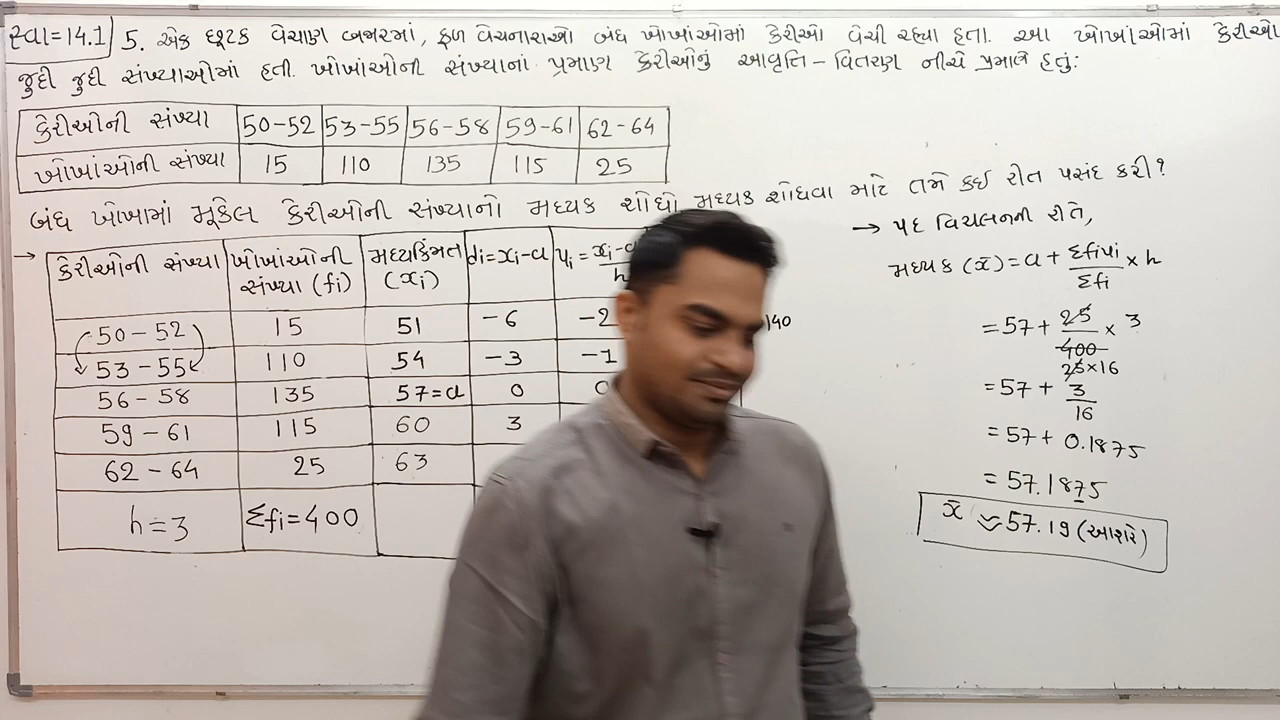 સ્વા=14.1 5. એક છૂટક વેચાણ બજારમાં, ફળ વેચનારાઓ બંધ ખોખાંઓમાં કેરીઓ વેચી રહ્યા હતા. આ ખોખાંઓમાં કેરીઓ
જુદી જુદી સંખ્યાઓમાં હતી. ખોખાંઓની સંખ્યાનાં પ્રમાણ કેરીઓનું આવૃત્તિ-વિતરણ નીચે પ્રમાણે હતું:
કેરીઓની સંખ્યા 50-52 53-55 56-58 59-61 62-64
ખોખાંઓની સંખ્યા 15 110 135 115 25
બંધ ખોખામાં મૂકેલ કેરીઓની સંખ્યાનો મધ્યક શોધો મધ્યક શોધવા માટે તમે કઈ રીત પસંદ કરી?
→ કેરીઓની સંખ્યા ખોખાંઓની સંખ્યા (fi) મધ્યકિંમત (xi) di=xi-a ui=xi-a/h
50-52 15 51 -6 -2
53-55 110 54 -3 -1
56-58 135 57=a 0 0
59-61 115 60 3
62-64 25 63
h=3 Σfi=400
140
→ પદ વિચલનની રીતે,
મધ્યક (x̄)=a+Σfiui/Σfi×h
=57+25/400×3
25×16
=57+3/16
=57+0.1875
=57.1875
x̄ ≈57.19 (આશરે)